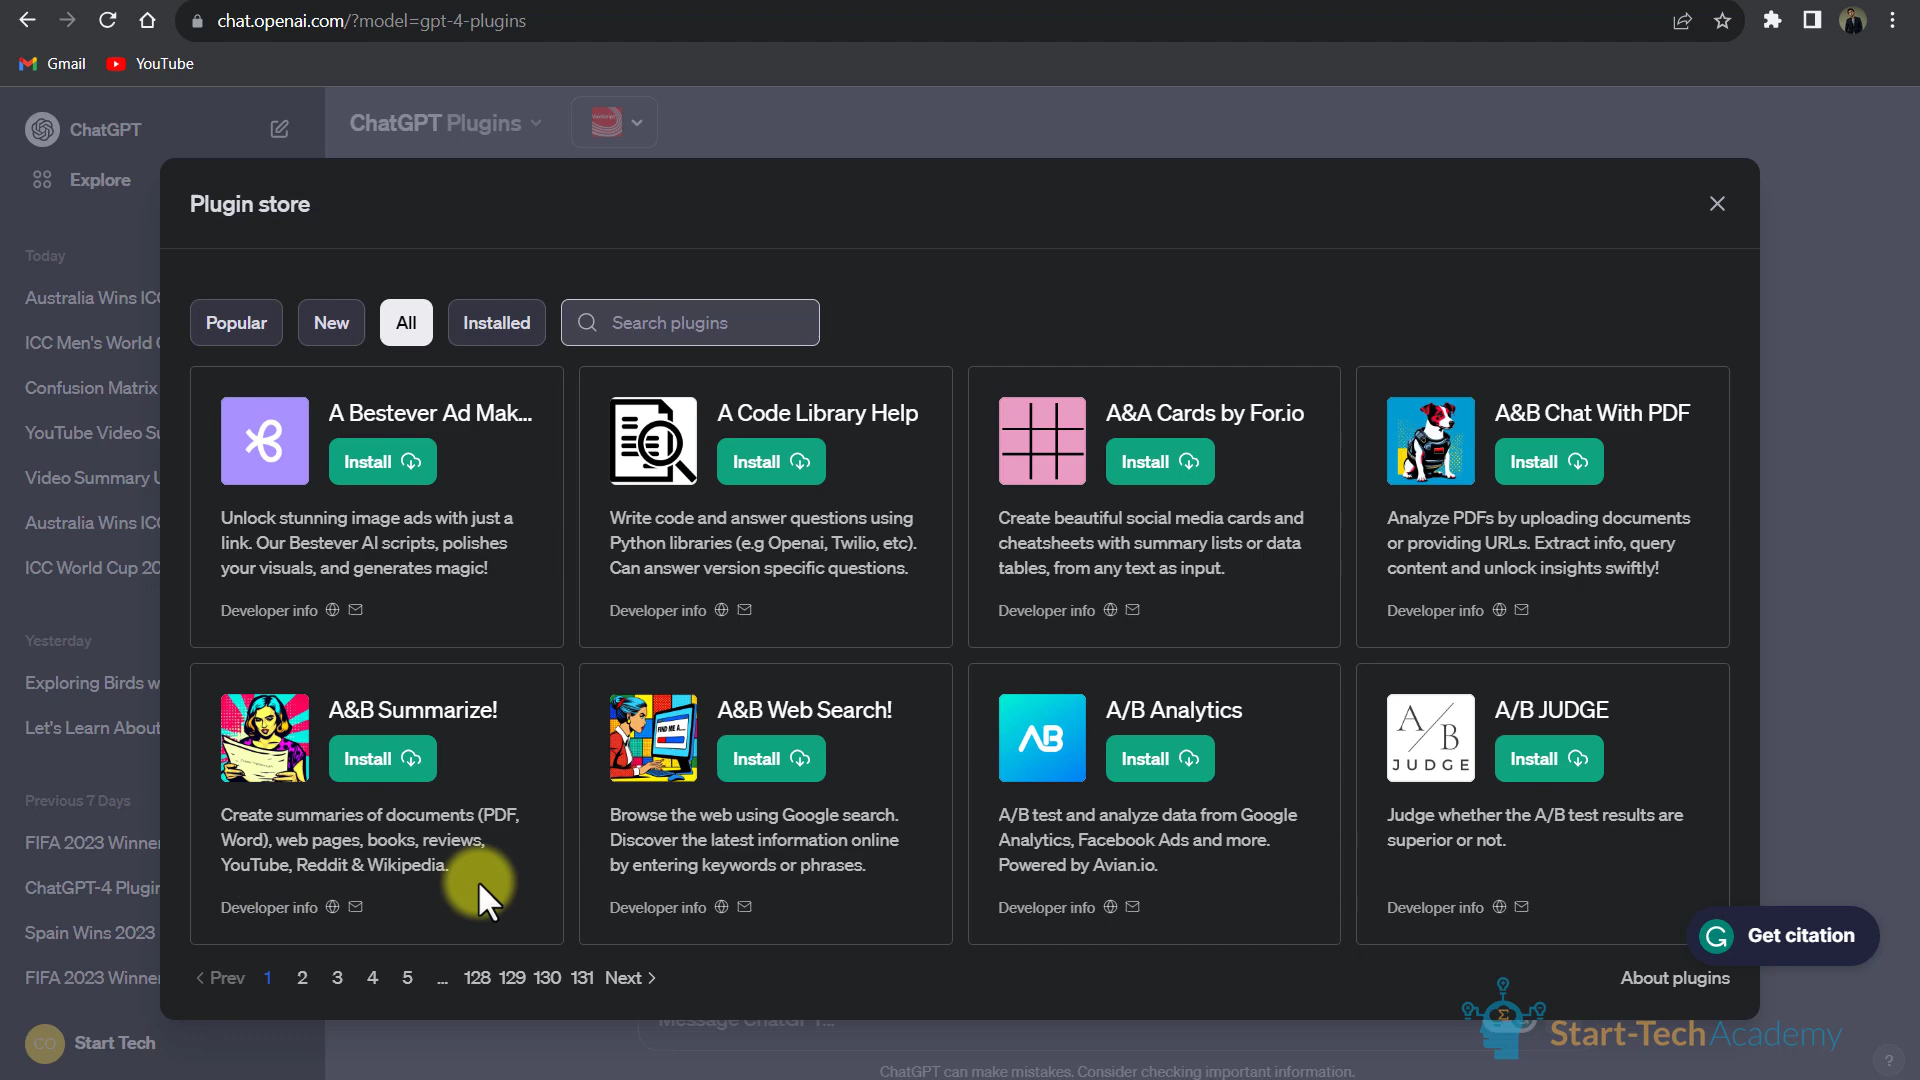 chat.openai.com/?model=gpt-4-plugins
Gmail
YouTube
ChatGPT
ChatGPT Plugins
Explore
Plugin store
Today
Australia Wins ICC
ICC Men's World C
Confusion Matrix
YouTube Video Su
Video Summary U
Australia Wins ICC
ICC World Cup 20
Yesterday
Exploring Birds w
Let's Learn About
Previous 7 Days
FIFA 2023 Winner
ChatGPT-4 Plugin
Spain Wins 2023
FIFA 2023 Winner
CO
Start Tech
Popular
New
All
Installed
Search plugins
A Bestever Ad Mak...
Install
Unlock stunning image ads with just a
link. Our Bestever AI scripts, polishes
your visuals, and generates magic!
Developer info
A Code Library Help
Install
Write code and answer questions using
Python libraries (e.g Openai, Twilio, etc).
Can answer version specific questions.
Developer info
A&A Cards by For.io
Install
Create beautiful social media cards and
cheatsheets with summary lists or data
tables, from any text as input.
Developer info
A&B Chat With PDF
Install
Analyze PDFs by uploading documents
or providing URLs. Extract info, query
content and unlock insights swiftly!
Developer info
A&B Summarize!
Install
Create summaries of documents (PDF,
Word), web pages, books, reviews,
YouTube, Reddit & Wikipedia.
Developer info
FIND ME A...
A&B Web Search!
Install
Browse the web using Google search.
Discover the latest information online
by entering keywords or phrases.
Developer info
AB
A/B Analytics
Install
A/B test and analyze data from Google
Analytics, Facebook Ads and more.
Powered by Avian.io.
Developer info
A/B
JUDGE
A/B JUDGE
Install
Judge whether the A/B test results are
superior or not.
Developer info
Get citation
Prev 1 2 3 4 5 ... 128 129 130 131 Next
About plugins
Message ChatGPT...
Start-Tech Academy
ChatGPT can make mistakes. Consider checking important information.
?